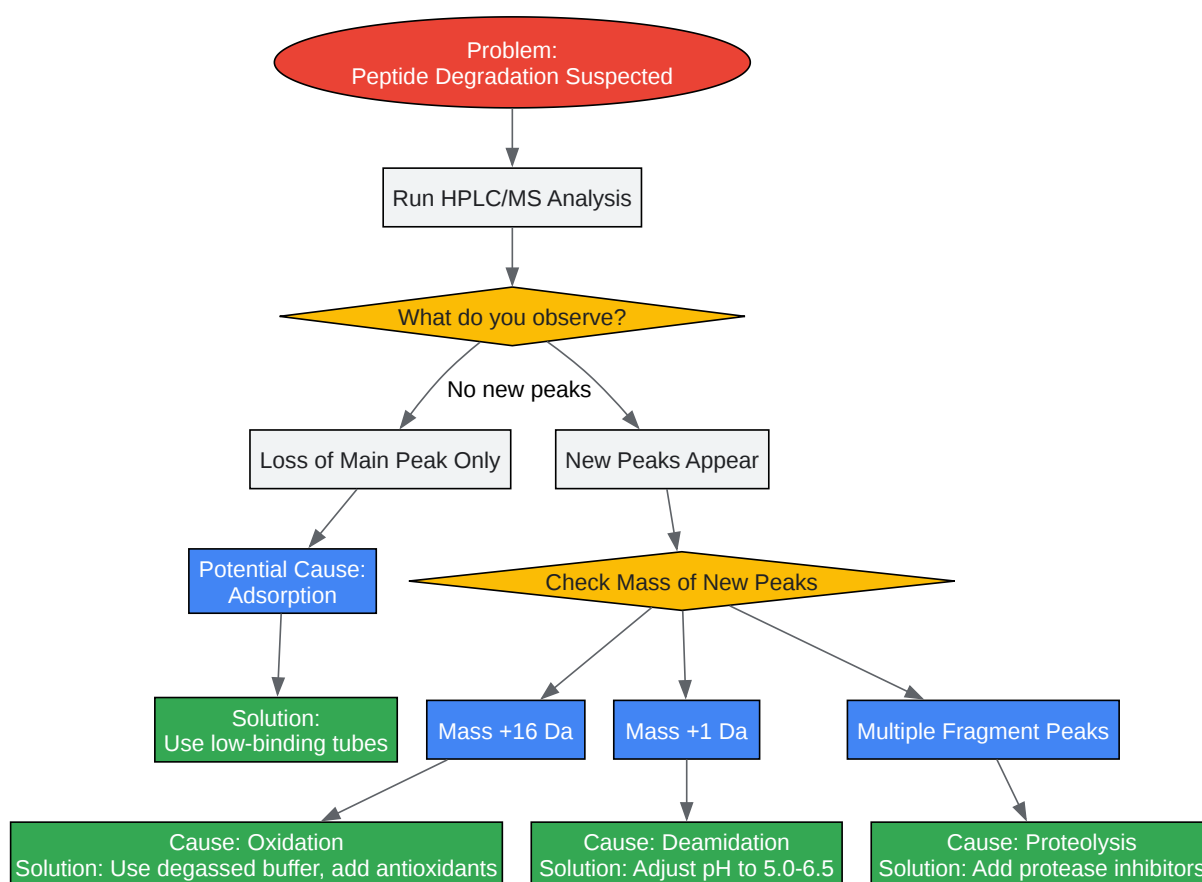 Problem:
Peptide Degradation Suspected
Run HPLC/MS Analysis
What do you observe?
No new peaks
Loss of Main Peak Only
New Peaks Appear
Potential Cause:
Adsorption
Check Mass of New Peaks
Solution:
Use low-binding tubes
Mass +16 Da
Mass +1 Da
Multiple Fragment Peaks
Cause: Oxidation
Solution: Use degassed buffer, add antioxidants
Cause: Deamidation
Solution: Adjust pH to 5.0-6.5
Cause: Proteolysis
Solution: Add protease inhibitors